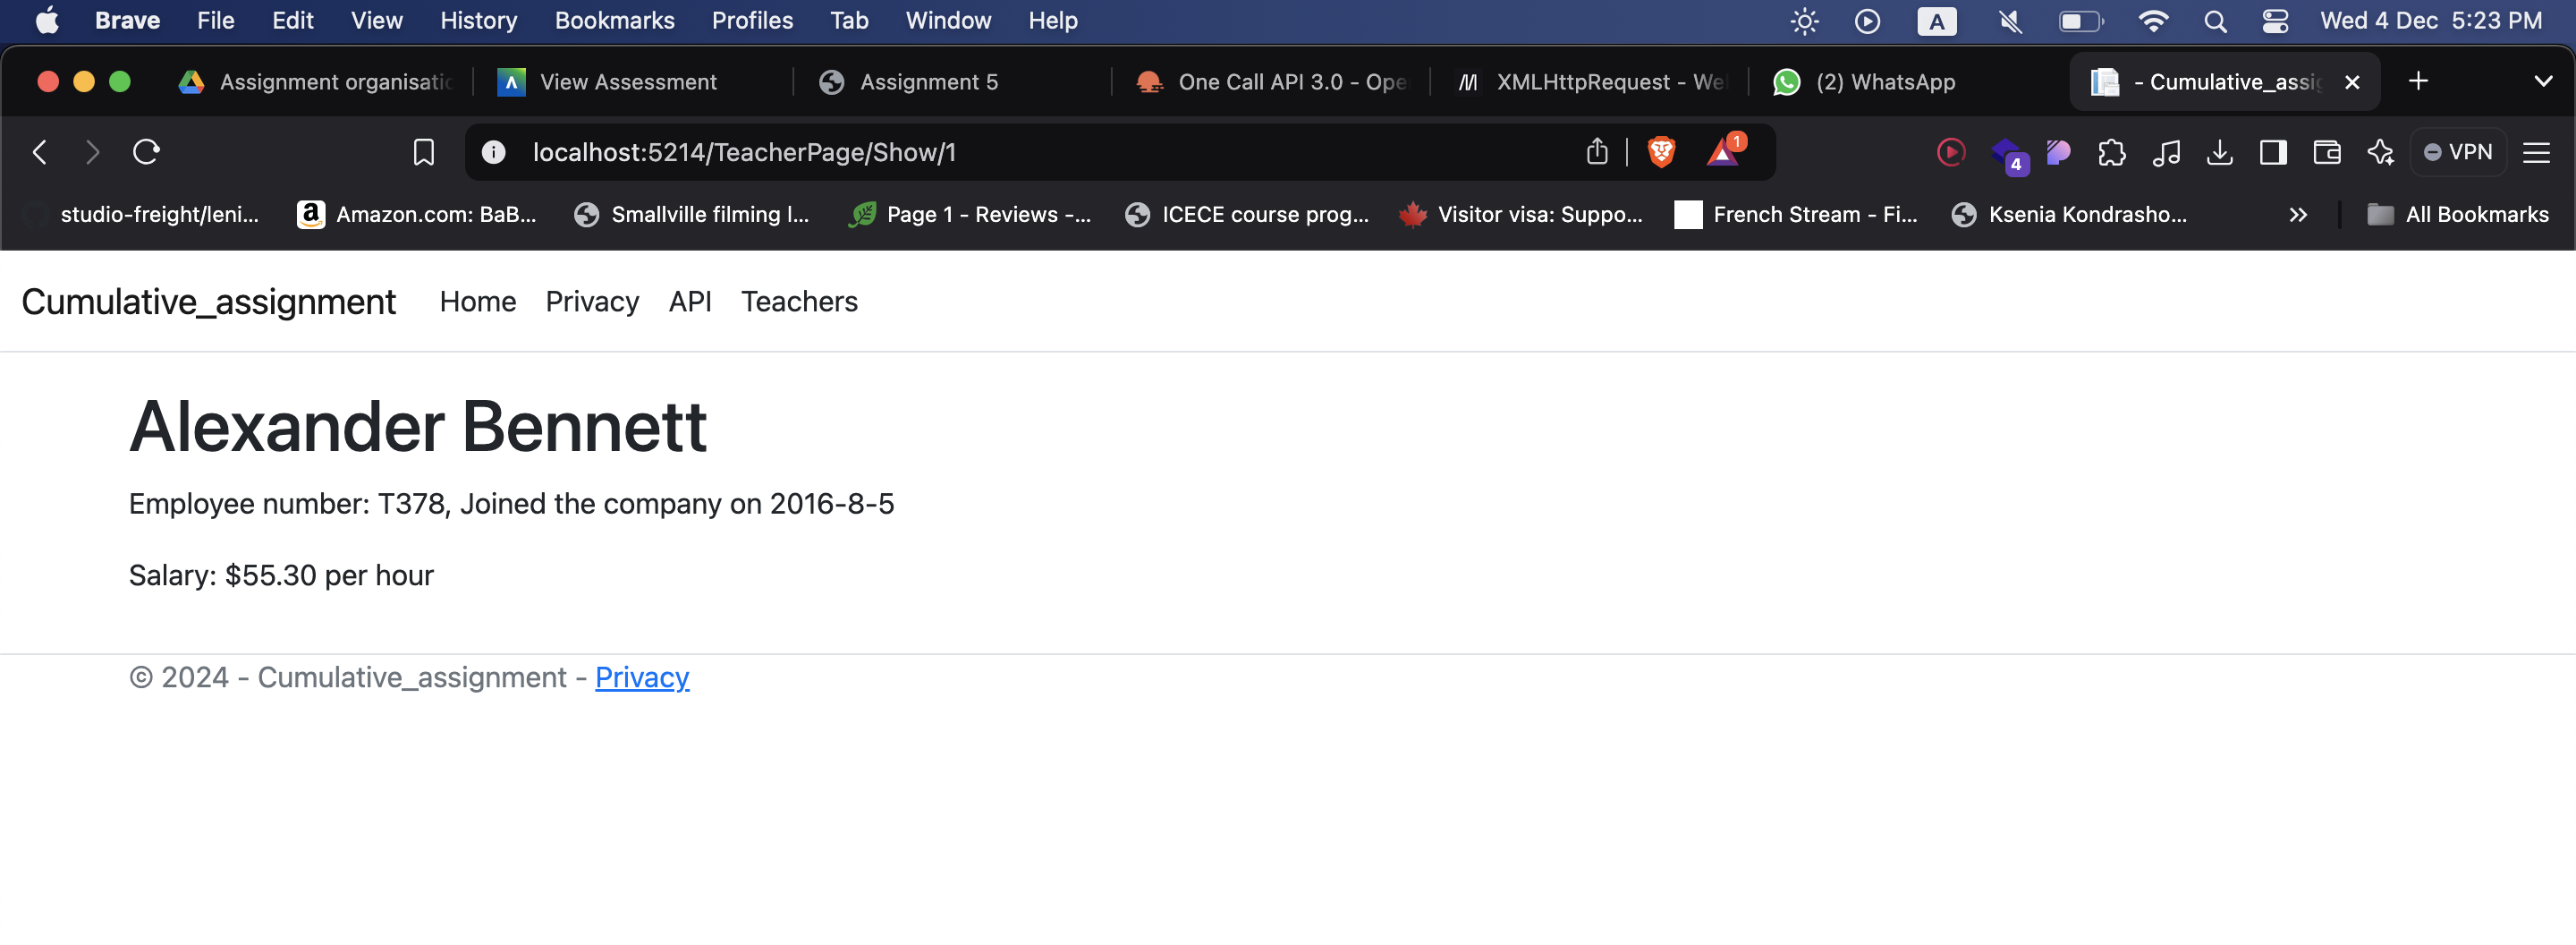 Brave File Edit View History Bookmarks Profiles Tab Window Help A Wed 4 Dec 5:23 PM
Assignment organisatic View Assessment Assignment 5 One Call API 3.0 - Ope XMLHttpRequest - We (2) WhatsApp - Cumulative_assig
localhost:5214/TeacherPage/Show/1 1 4 VPN
studio-freight/leni... Amazon.com: BaB... Smallville filming l... Page 1 - Reviews -... ICECE course prog... Visitor visa: Suppo... French Stream - Fi... Ksenia Kondrasho... » All Bookmarks
Cumulative_assignment Home Privacy API Teachers
Alexander Bennett
Employee number: T378, Joined the company on 2016-8-5
Salary: $55.30 per hour
© 2024 - Cumulative_assignment - Privacy